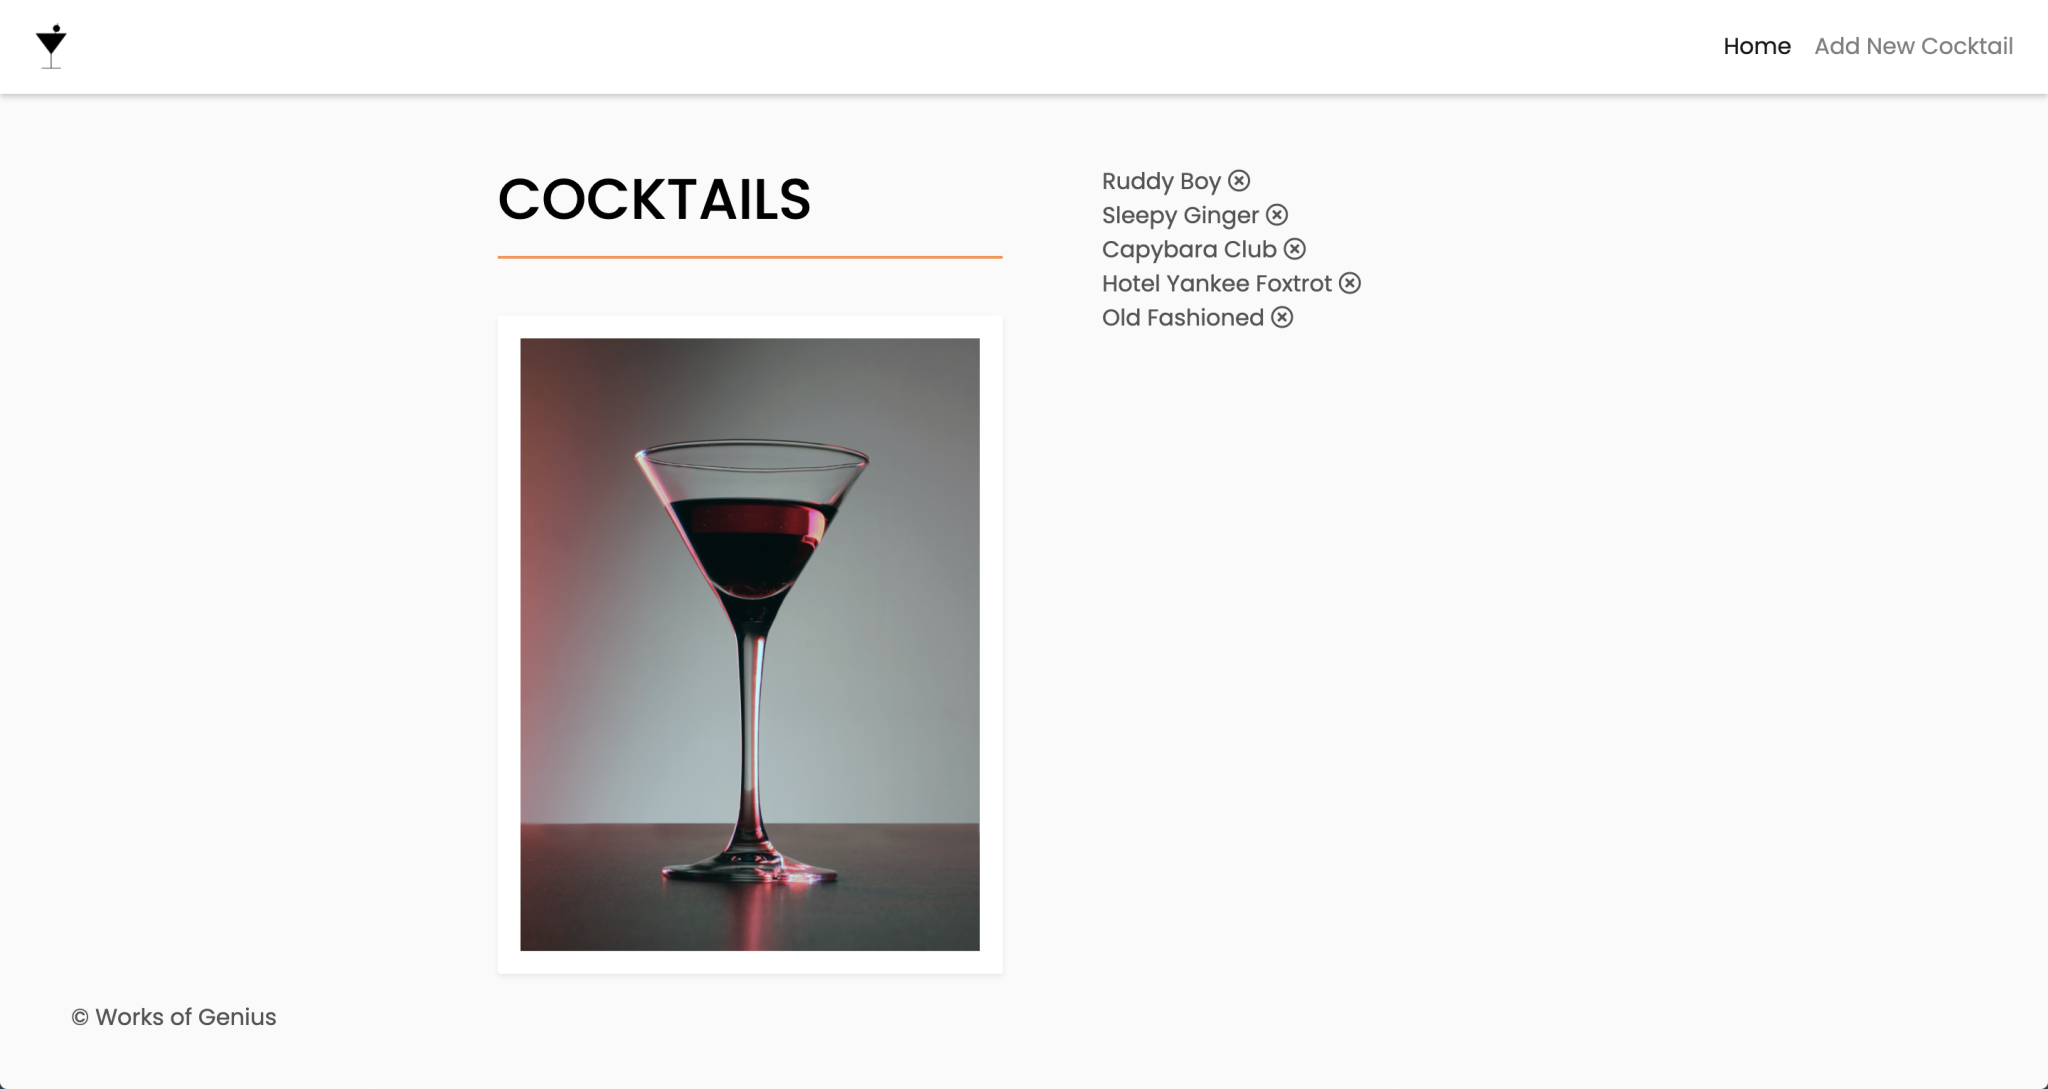 Home Add New Cocktail
COCKTAILS
Ruddy Boy
Sleepy Ginger
Capybara Club
Hotel Yankee Foxtrot
Old Fashioned
© Works of Genius